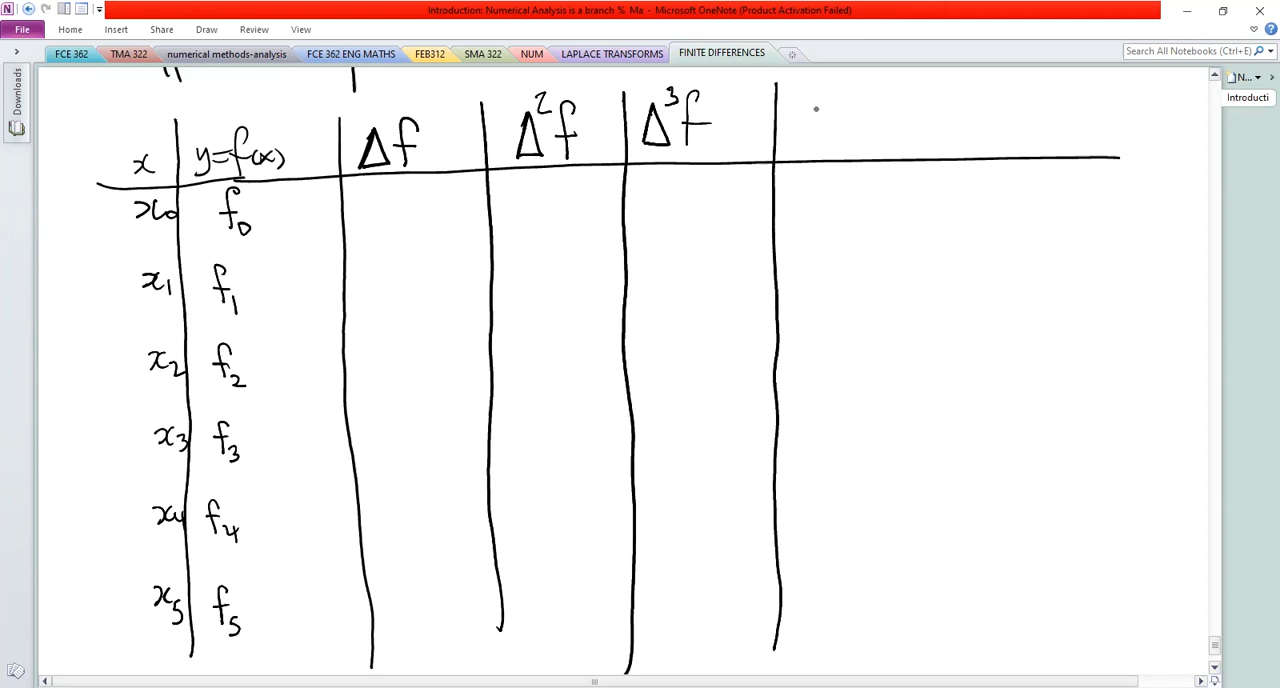 Introduction: Numerical Analysis is a branch %. Ma - Microsoft OneNote (Product Activation Failed)
File Home Insert Share Draw Review View
FCE 362 TMA 322 numerical methods-analysis FCE 362 ENG MATHS FEB312 SMA 322 NUM LAPLACE TRANSFORMS FINITE DIFFERENCES Search All Notebooks (Ctrl+E)
Downloads
N...
Introducti
x y=f(x) Δf Δ²f Δ³f
x₀ f₀
x₁ f₁
x₂ f₂
x₃ f₃
x₄ f₄
x₅ f₅